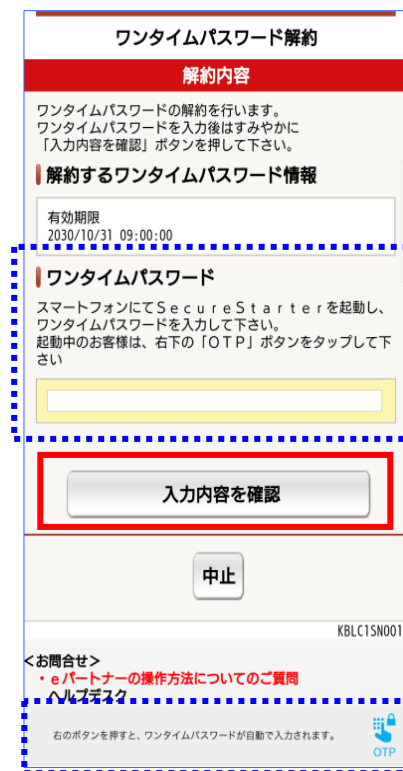 ワンタイムパスワード解約
解約内容
ワンタイムパスワードの解約を行います。
ワンタイムパスワードを入力後はすみやかに
「入力内容を確認」ボタンを押して下さい。
解約するワンタイムパスワード情報
有効期限
2030/10/31 09:00:00
ワンタイムパスワード
スマートフォンにてSecureStarterを起動し、
ワンタイムパスワードを入力して下さい。
起動中のお客様は、右下の「OTP」ボタンをタップして下
さい
入力内容を確認
中止
KBLC1SN001
<お問合せ>
・eパートナーの操作方法についてのご質問
ヘルプデスク
右のボタンを押すと、ワンタイムパスワードが自動で入力されます。
OTP